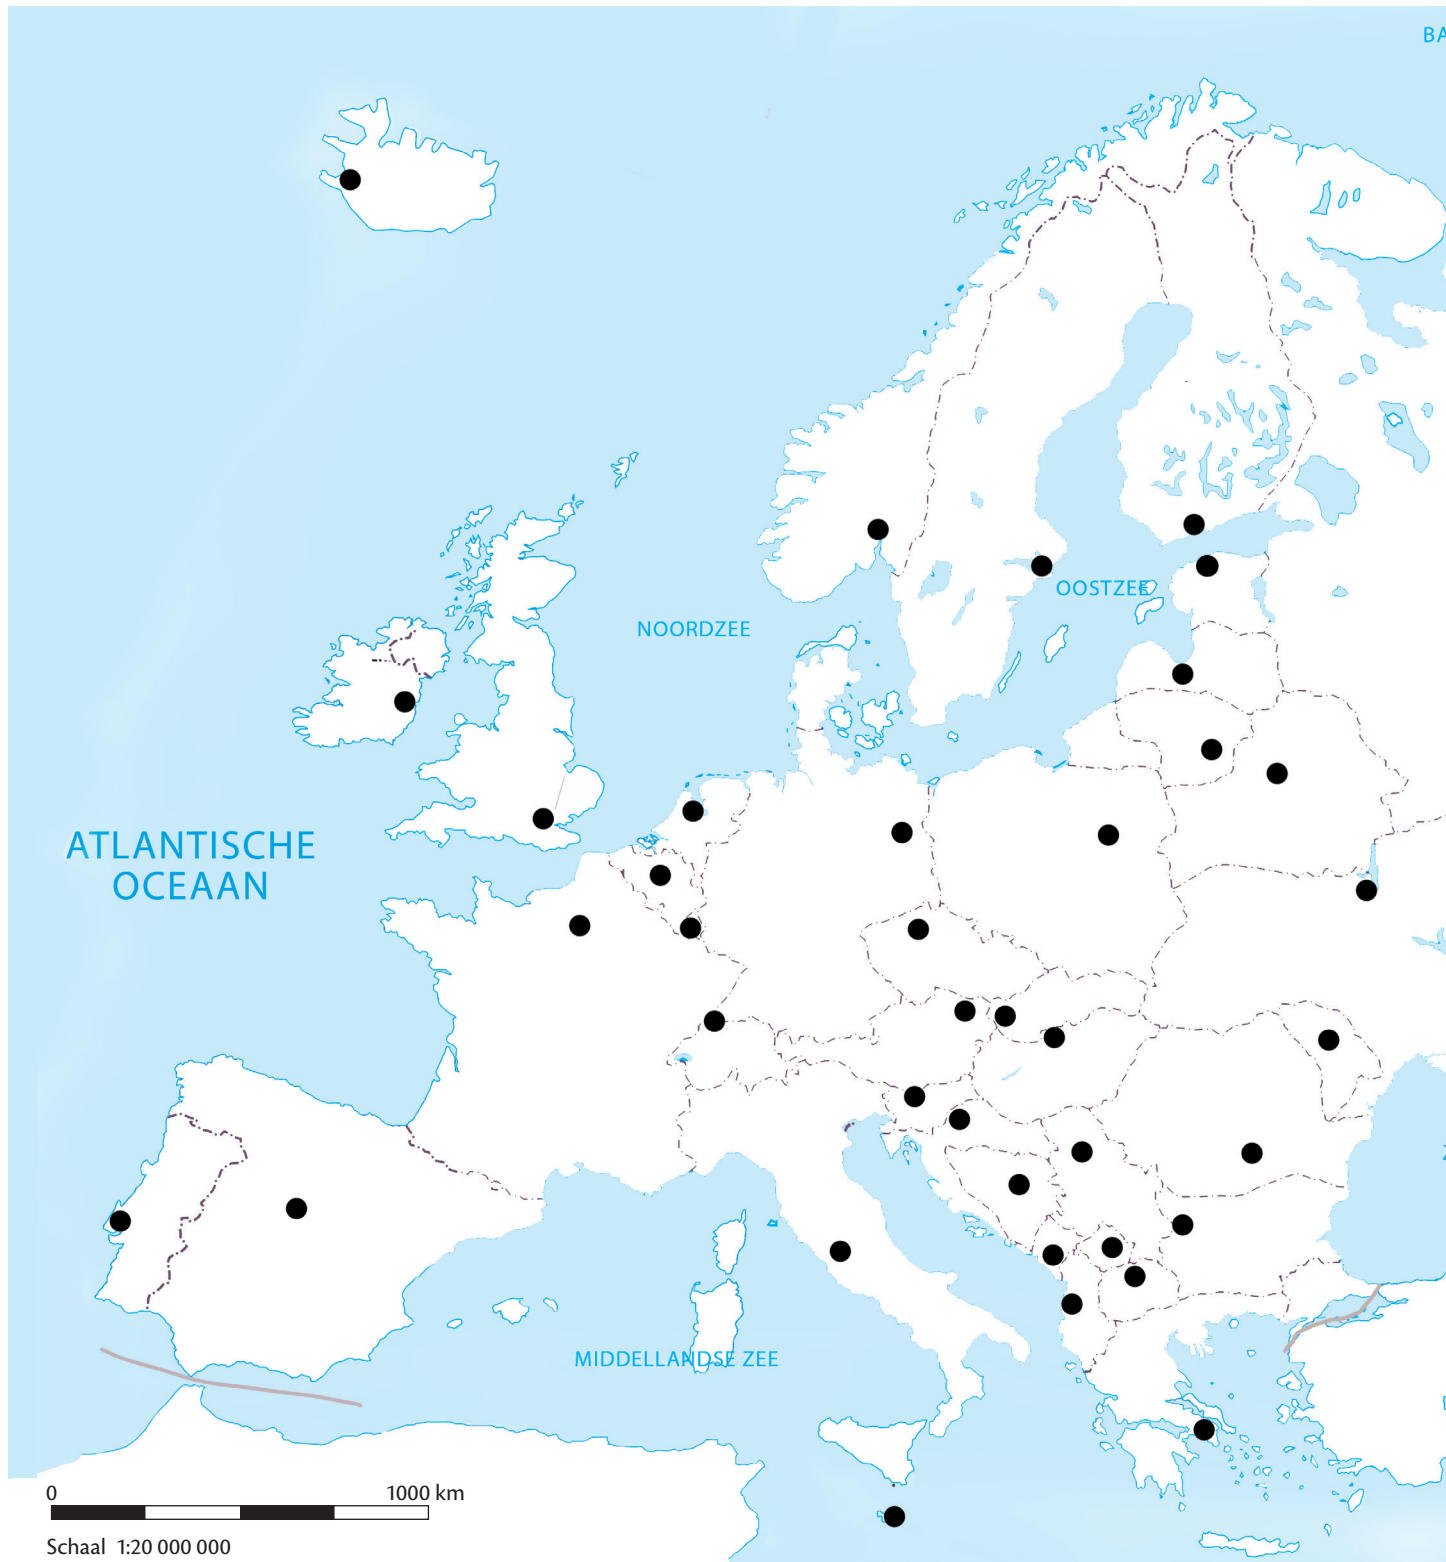 BA
OOSTZEE
NOORDZEE
ATLANTISCHE
OCEAAN
MIDDELLANDSE ZEE
0 1000 km
Schaal 1:20 000 000